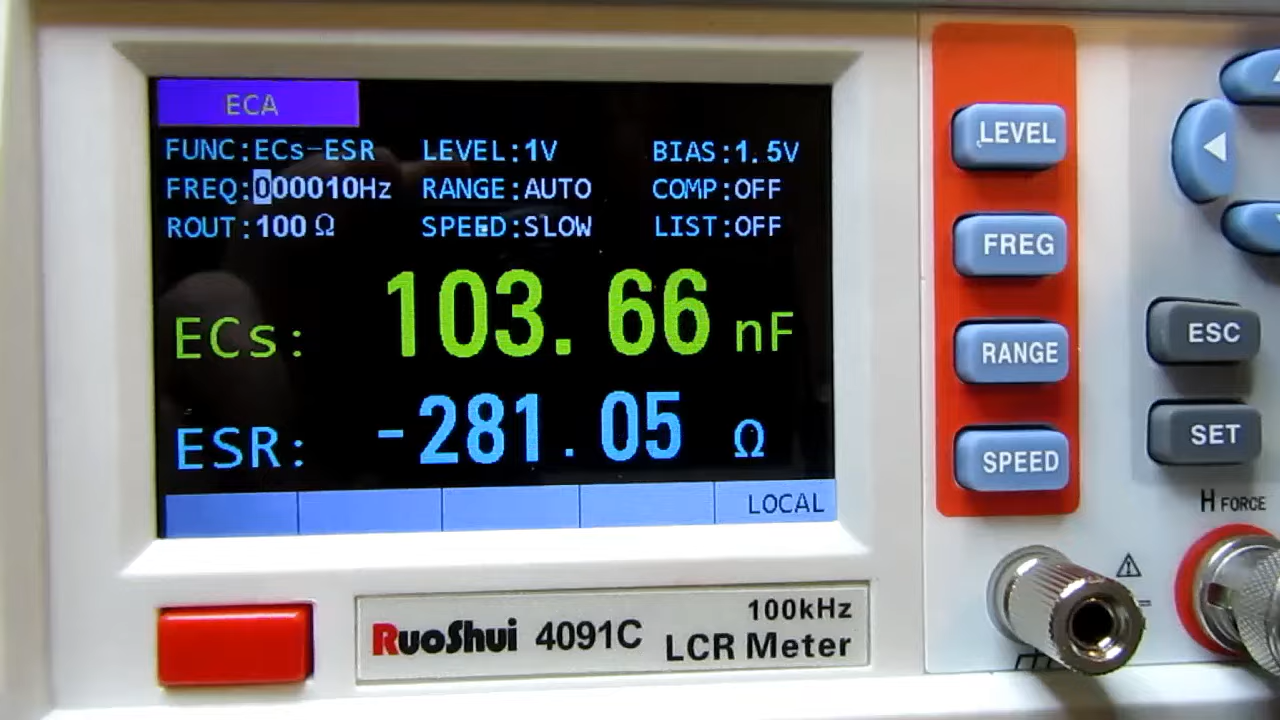 ECA
FUNC:ECs-ESR LEVEL:1V BIAS:1.5V
FREQ:000010Hz RANGE:AUTO COMP:OFF
ROUT:100 Ω SPEED:SLOW LIST:OFF
ECs: 103.66 nF
ESR: -281.05 Ω
LOCAL
LEVEL
FREG
RANGE
SPEED
ESC
SET
H FORCE
RuoShui 4091C 100kHz
LCR Meter